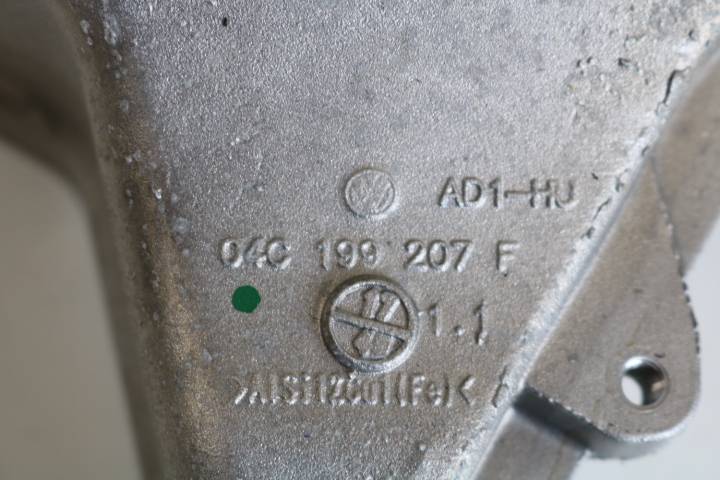 AD1-HU
04C 199 207 F
1.1
>AlSi12Cu1(Fe)<